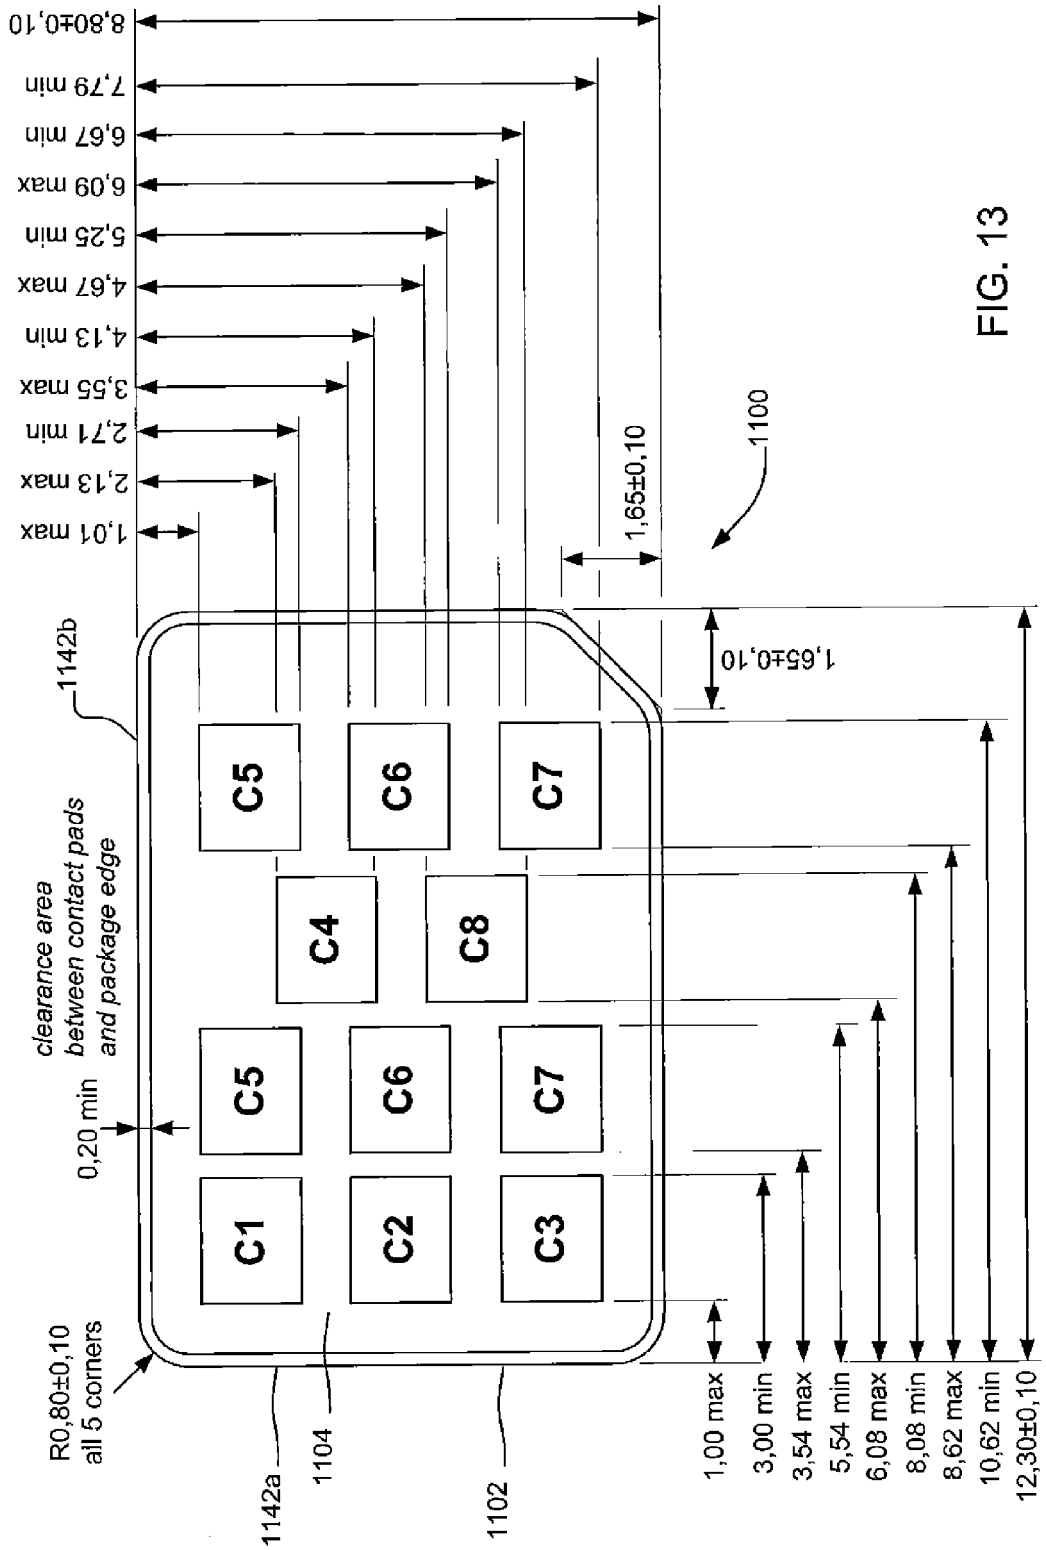 8,80±0,10
7,79 min
6,67 min
6,09 max
5,25 min
4,67 max
4,13 min
3,55 max
2,71 min
2,13 max
1,01 max
1142b
clearance area
between contact pads
and package edge
0,20 min
R0,80±0,10
all 5 corners
1142a
1104
1102
C1
C5
C5
C4
C2
C6
C6
C8
C3
C7
C7
1,65±0,10
1,65±0,10
1100
1,00 max
3,00 min
3,54 max
5,54 min
6,08 max
8,08 min
8,62 max
10,62 min
12,30±0,10
FIG. 13